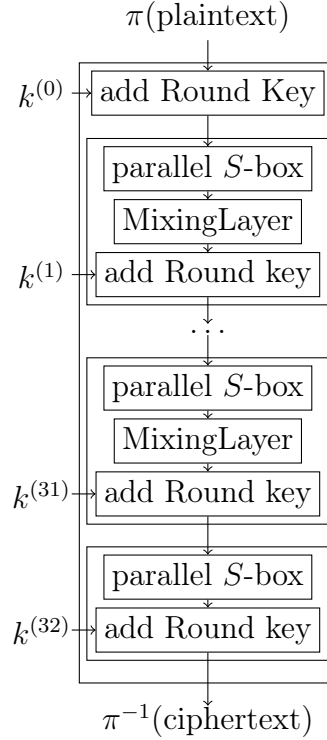 π(plaintext)
k⁽⁰⁾ add Round Key
parallel S-box
MixingLayer
k⁽¹⁾ add Round key
...
parallel S-box
MixingLayer
k⁽³¹⁾ add Round key
parallel S-box
k⁽³²⁾ add Round key
π⁻¹(ciphertext)